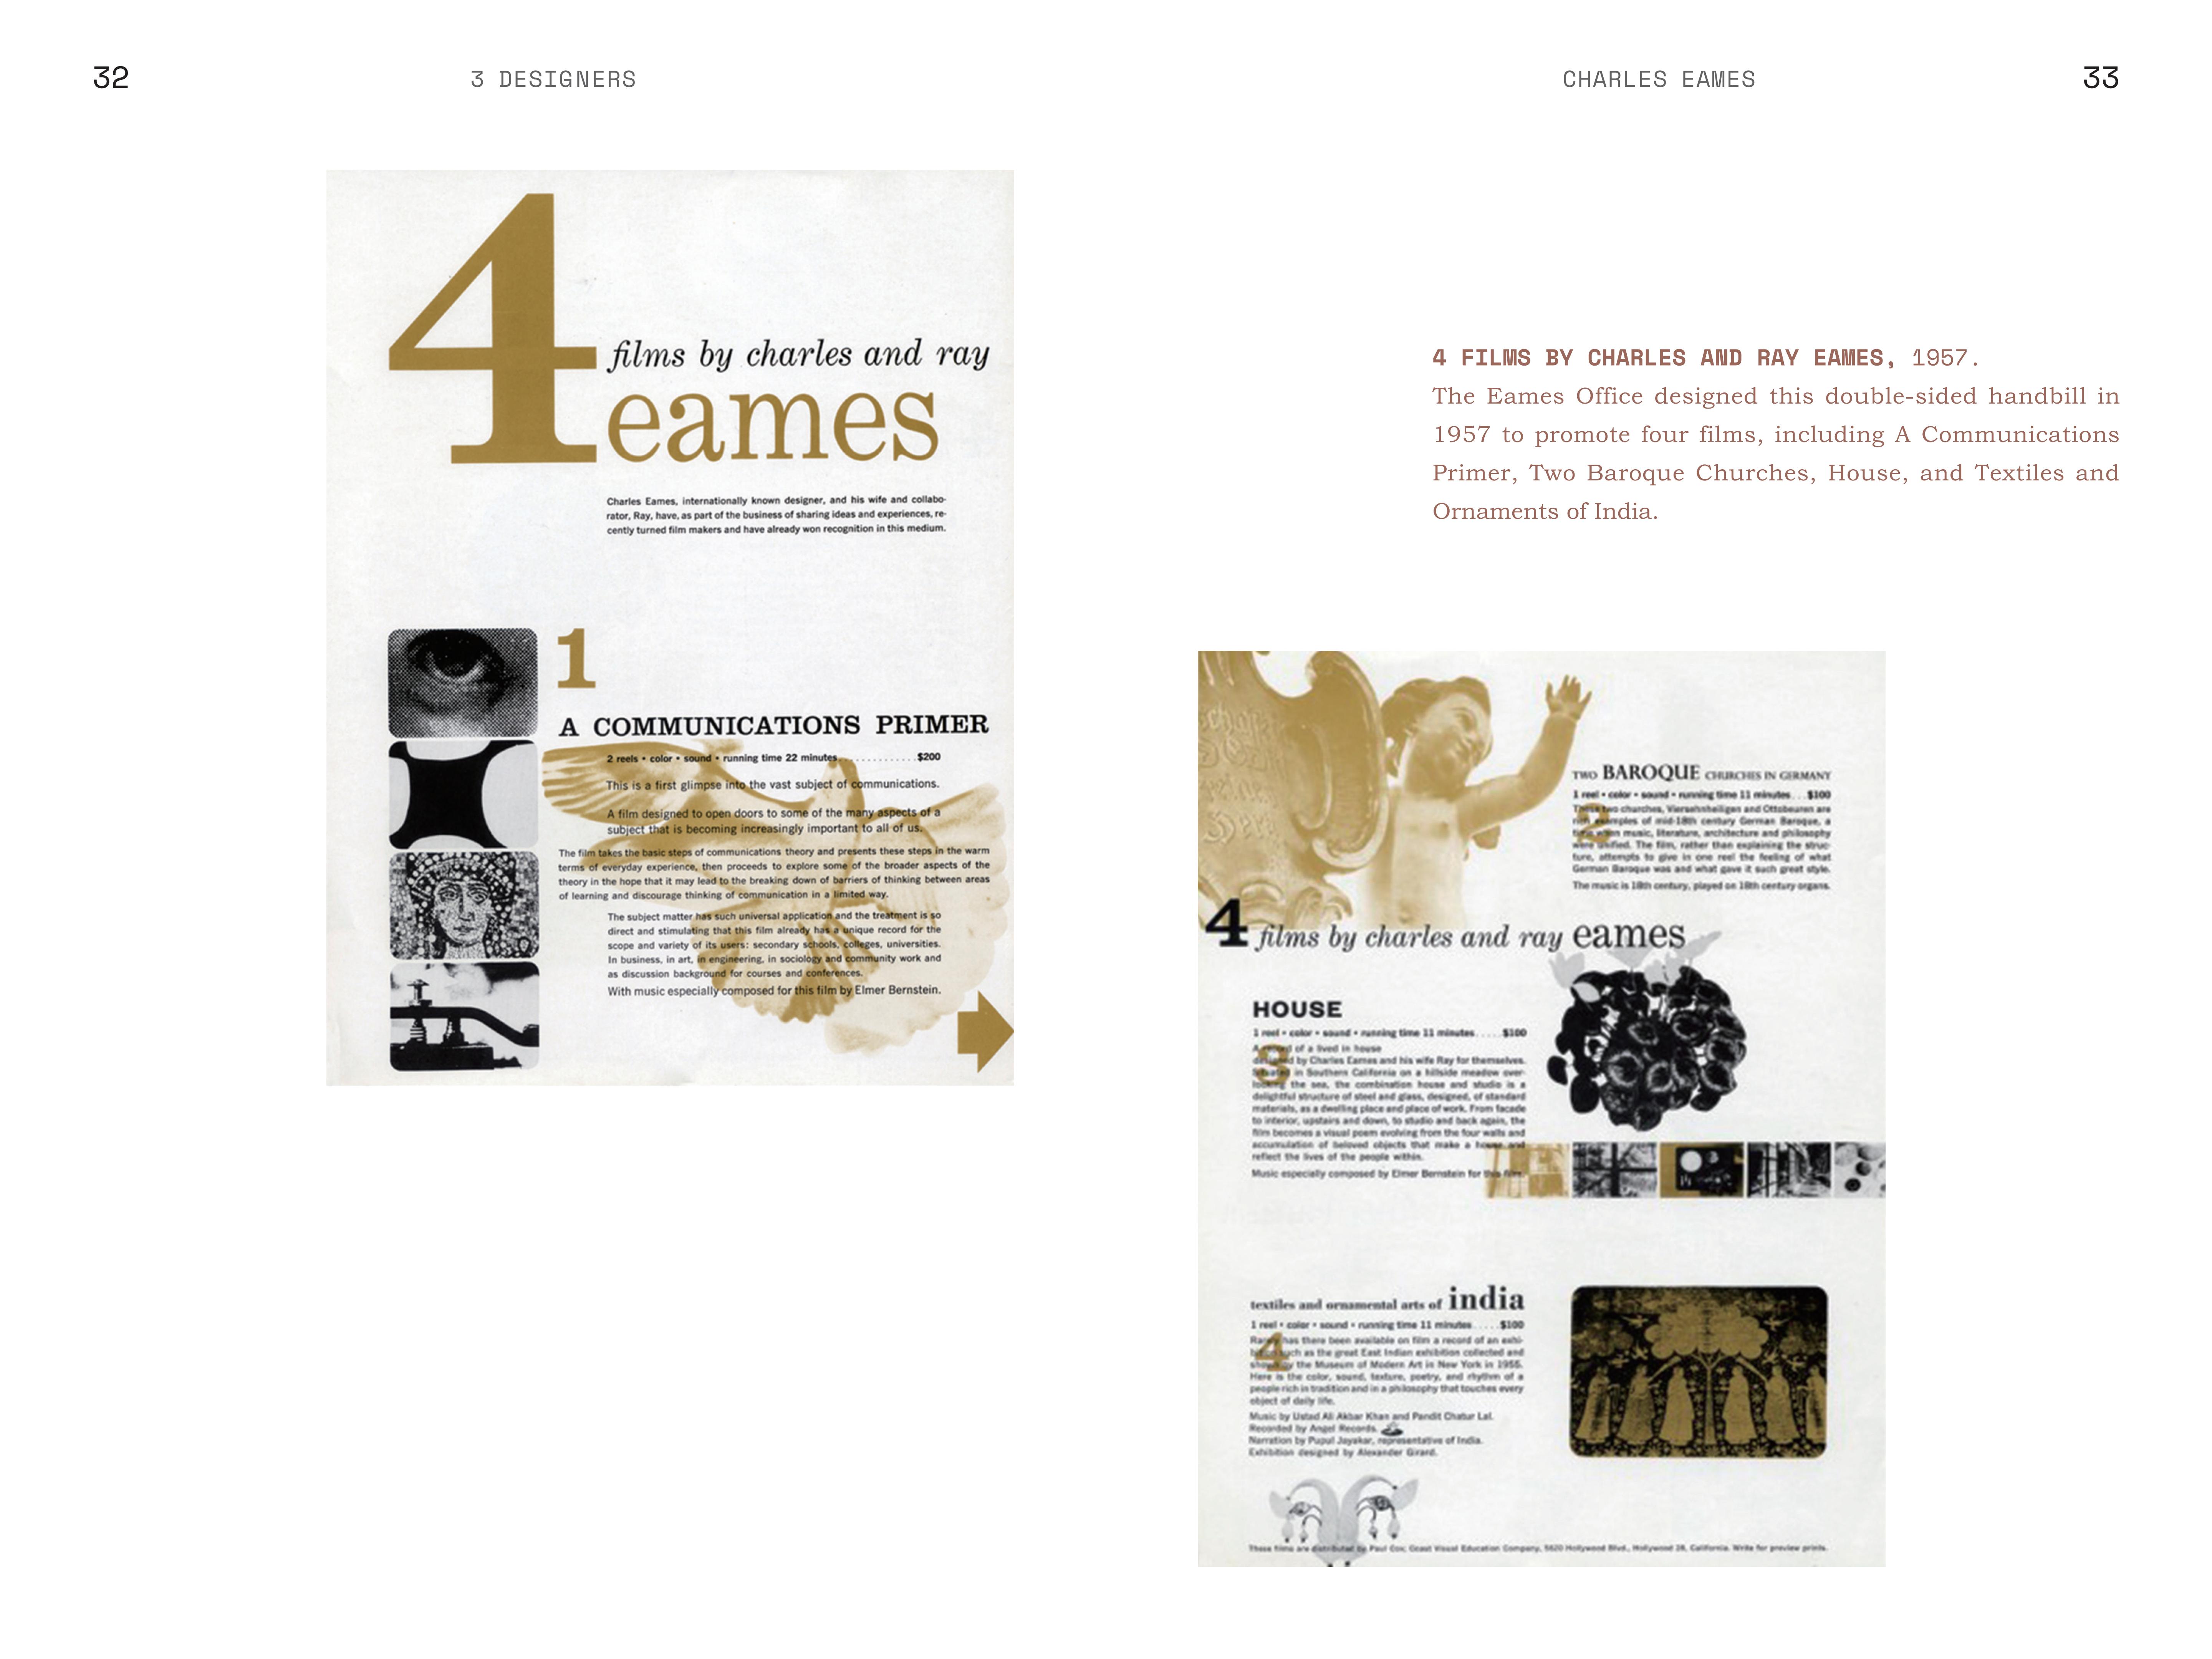 32
3 DESIGNERS
CHARLES EAMES
33
4
films by charles and ray
eames
Charles Eames, internationally known designer, and his wife and collabo-
rator, Ray, have, as part of the business of sharing ideas and experiences, re-
cently turned film makers and have already won recognition in this medium.
1
A COMMUNICATIONS PRIMER
2 reels • color • sound • running time 22 minutes. . . . . . . . . . . . $200
This is a first glimpse into the vast subject of communications.
A film designed to open doors to some of the many aspects of a
subject that is becoming increasingly important to all of us.
The film takes the basic steps of communications theory and presents these steps in the warm
terms of everyday experience, then proceeds to explore some of the broader aspects of the
theory in the hope that it may lead to the breaking down of barriers of thinking between areas
of learning and discourage thinking of communication in a limited way.
The subject matter has such universal application and the treatment is so
direct and stimulating that this film already has a unique record for the
scope and variety of its users: secondary schools, colleges, universities.
In business, in art, in engineering, in sociology and community work and
as discussion background for courses and conferences.
With music especially composed for this film by Elmer Bernstein.
4 FILMS BY CHARLES AND RAY EAMES, 1957.
The Eames Office designed this double-sided handbill in
1957 to promote four films, including A Communications
Primer, Two Baroque Churches, House, and Textiles and
Ornaments of India.
TWO BAROQUE CHURCHES IN GERMANY
1 reel • color • sound • running time 11 minutes . . . $100
2
These two churches, Vierzehnheiligen and Ottobeuren are
rich examples of mid-18th century German Baroque, a
time when music, literature, architecture and philosophy
were unified. The film, rather than explaining the struc-
ture, attempts to give in one reel the feeling of what
German Baroque was and what gave it such great style.
The music is 18th century, played on 18th century organs.
4 films by charles and ray eames
HOUSE
1 reel • color • sound • running time 11 minutes . . . . . $100
3
A record of a lived in house
designed by Charles Eames and his wife Ray for themselves.
Situated in Southern California on a hillside meadow over-
looking the sea, the combination house and studio is a
delightful structure of steel and glass, designed, of standard
materials, as a dwelling place and place of work. From facade
to interior, upstairs and down, to studio and back again, the
film becomes a visual poem evolving from the four walls and
accumulation of beloved objects that make a house and
reflect the lives of the people within.
Music especially composed by Elmer Bernstein for this film.
textiles and ornamental arts of india
1 reel • color • sound • running time 11 minutes . . . . . $100
4
Rarely has there been available on film a record of an exhi-
bition such as the great East Indian exhibition collected and
shown by the Museum of Modern Art in New York in 1955.
Here is the color, sound, texture, poetry, and rhythm of a
people rich in tradition and in a philosophy that touches every
object of daily life.
Music by Ustad Ali Akbar Khan and Pandit Chatur Lal.
Recorded by Angel Records.
Narration by Pupul Jayakar, representative of India.
Exhibition designed by Alexander Girard.
These films are distributed by Paul Cox, Coast Visual Education Company, 5620 Hollywood Blvd., Hollywood 28, California. Write for preview prints.